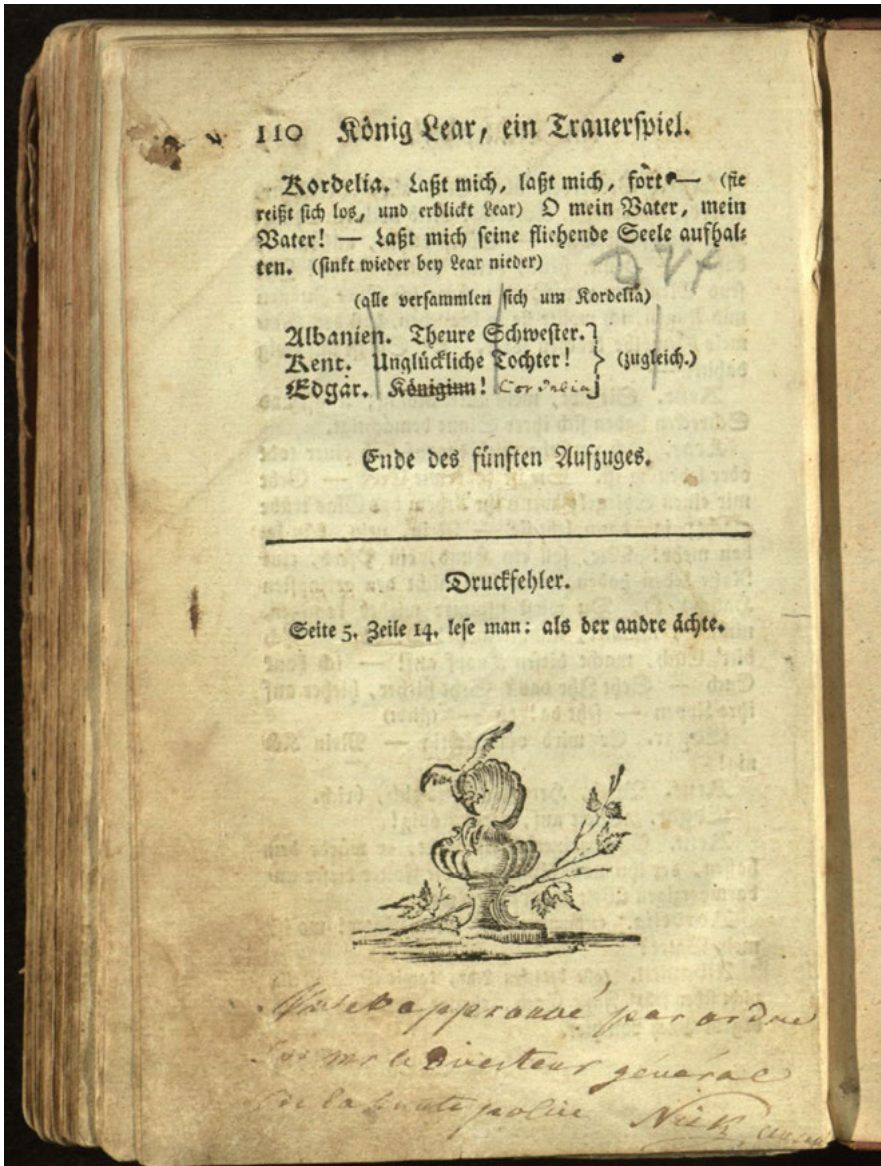 110 König Lear, ein Trauerspiel.
Kordelia. Laßt mich, laßt mich, fort — (sie
reißt sich los, und erblickt Lear) O mein Vater, mein
Vater! — Laßt mich seine fliehende Seele aufhal-
ten. (sinkt wieder bey Lear nieder)
(alle versammlen sich um Kordelia)
Albanien. Theure Schwester.
Kent. Unglückliche Tochter! (zugleich.)
Edgar. Königinn! Cordelia
Ende des fünften Aufzuges.
Druckfehler.
Seite 5, Zeile 14, lese man: als der andre ächte.
approuvé par ordre
mr le Directeur général
de la haute police